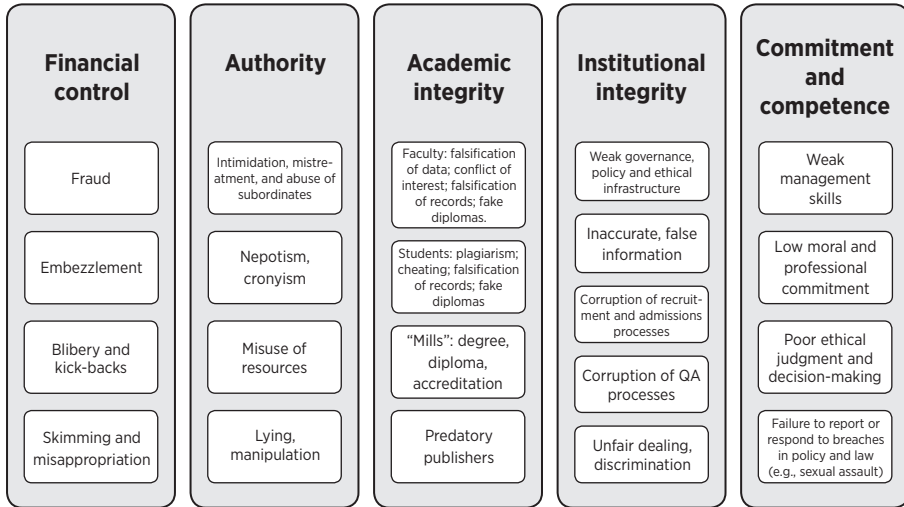 Financial
control
Fraud
Embezzlement
Blibery and
kick-backs
Skimming and
misappropriation
Authority
Intimidation, mistre-
atment, and abuse of
subordinates
Nepotism,
cronyism
Misuse of
resources
Lying,
manipulation
Academic
integrity
Faculty: falsification
of data; conflict of
interest; falsification
of records; fake
diplomas.
Students: plagiarism;
cheating; falsification
of records; fake
diplomas
“Mills”: degree,
diploma,
accreditation
Predatory
publishers
Institutional
integrity
Weak governance,
policy and ethical
infrastructure
Inaccurate, false
information
Corruption of recruit-
ment and admissions
processes
Corruption of QA
processes
Unfair dealing,
discrimination
Commitment
and
competence
Weak
management
skills
Low moral and
professional
commitment
Poor ethical
judgment and
decision-making
Failure to report or
respond to breaches
in policy and law
(e.g., sexual assault)